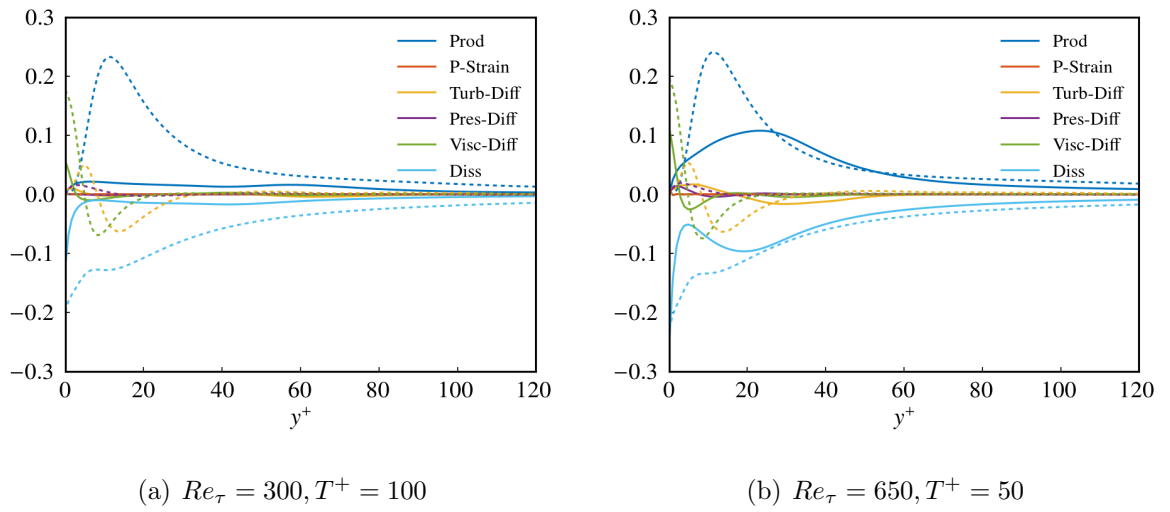 0.3
0.2
0.1
0.0
−0.1
−0.2
−0.3
0 20 40 60 80 100 120
y⁺
Prod
P-Strain
Turb-Diff
Pres-Diff
Visc-Diff
Diss
(a) Re_τ = 300, T⁺ = 100
0.3
0.2
0.1
0.0
−0.1
−0.2
−0.3
0 20 40 60 80 100 120
y⁺
Prod
P-Strain
Turb-Diff
Pres-Diff
Visc-Diff
Diss
(b) Re_τ = 650, T⁺ = 50